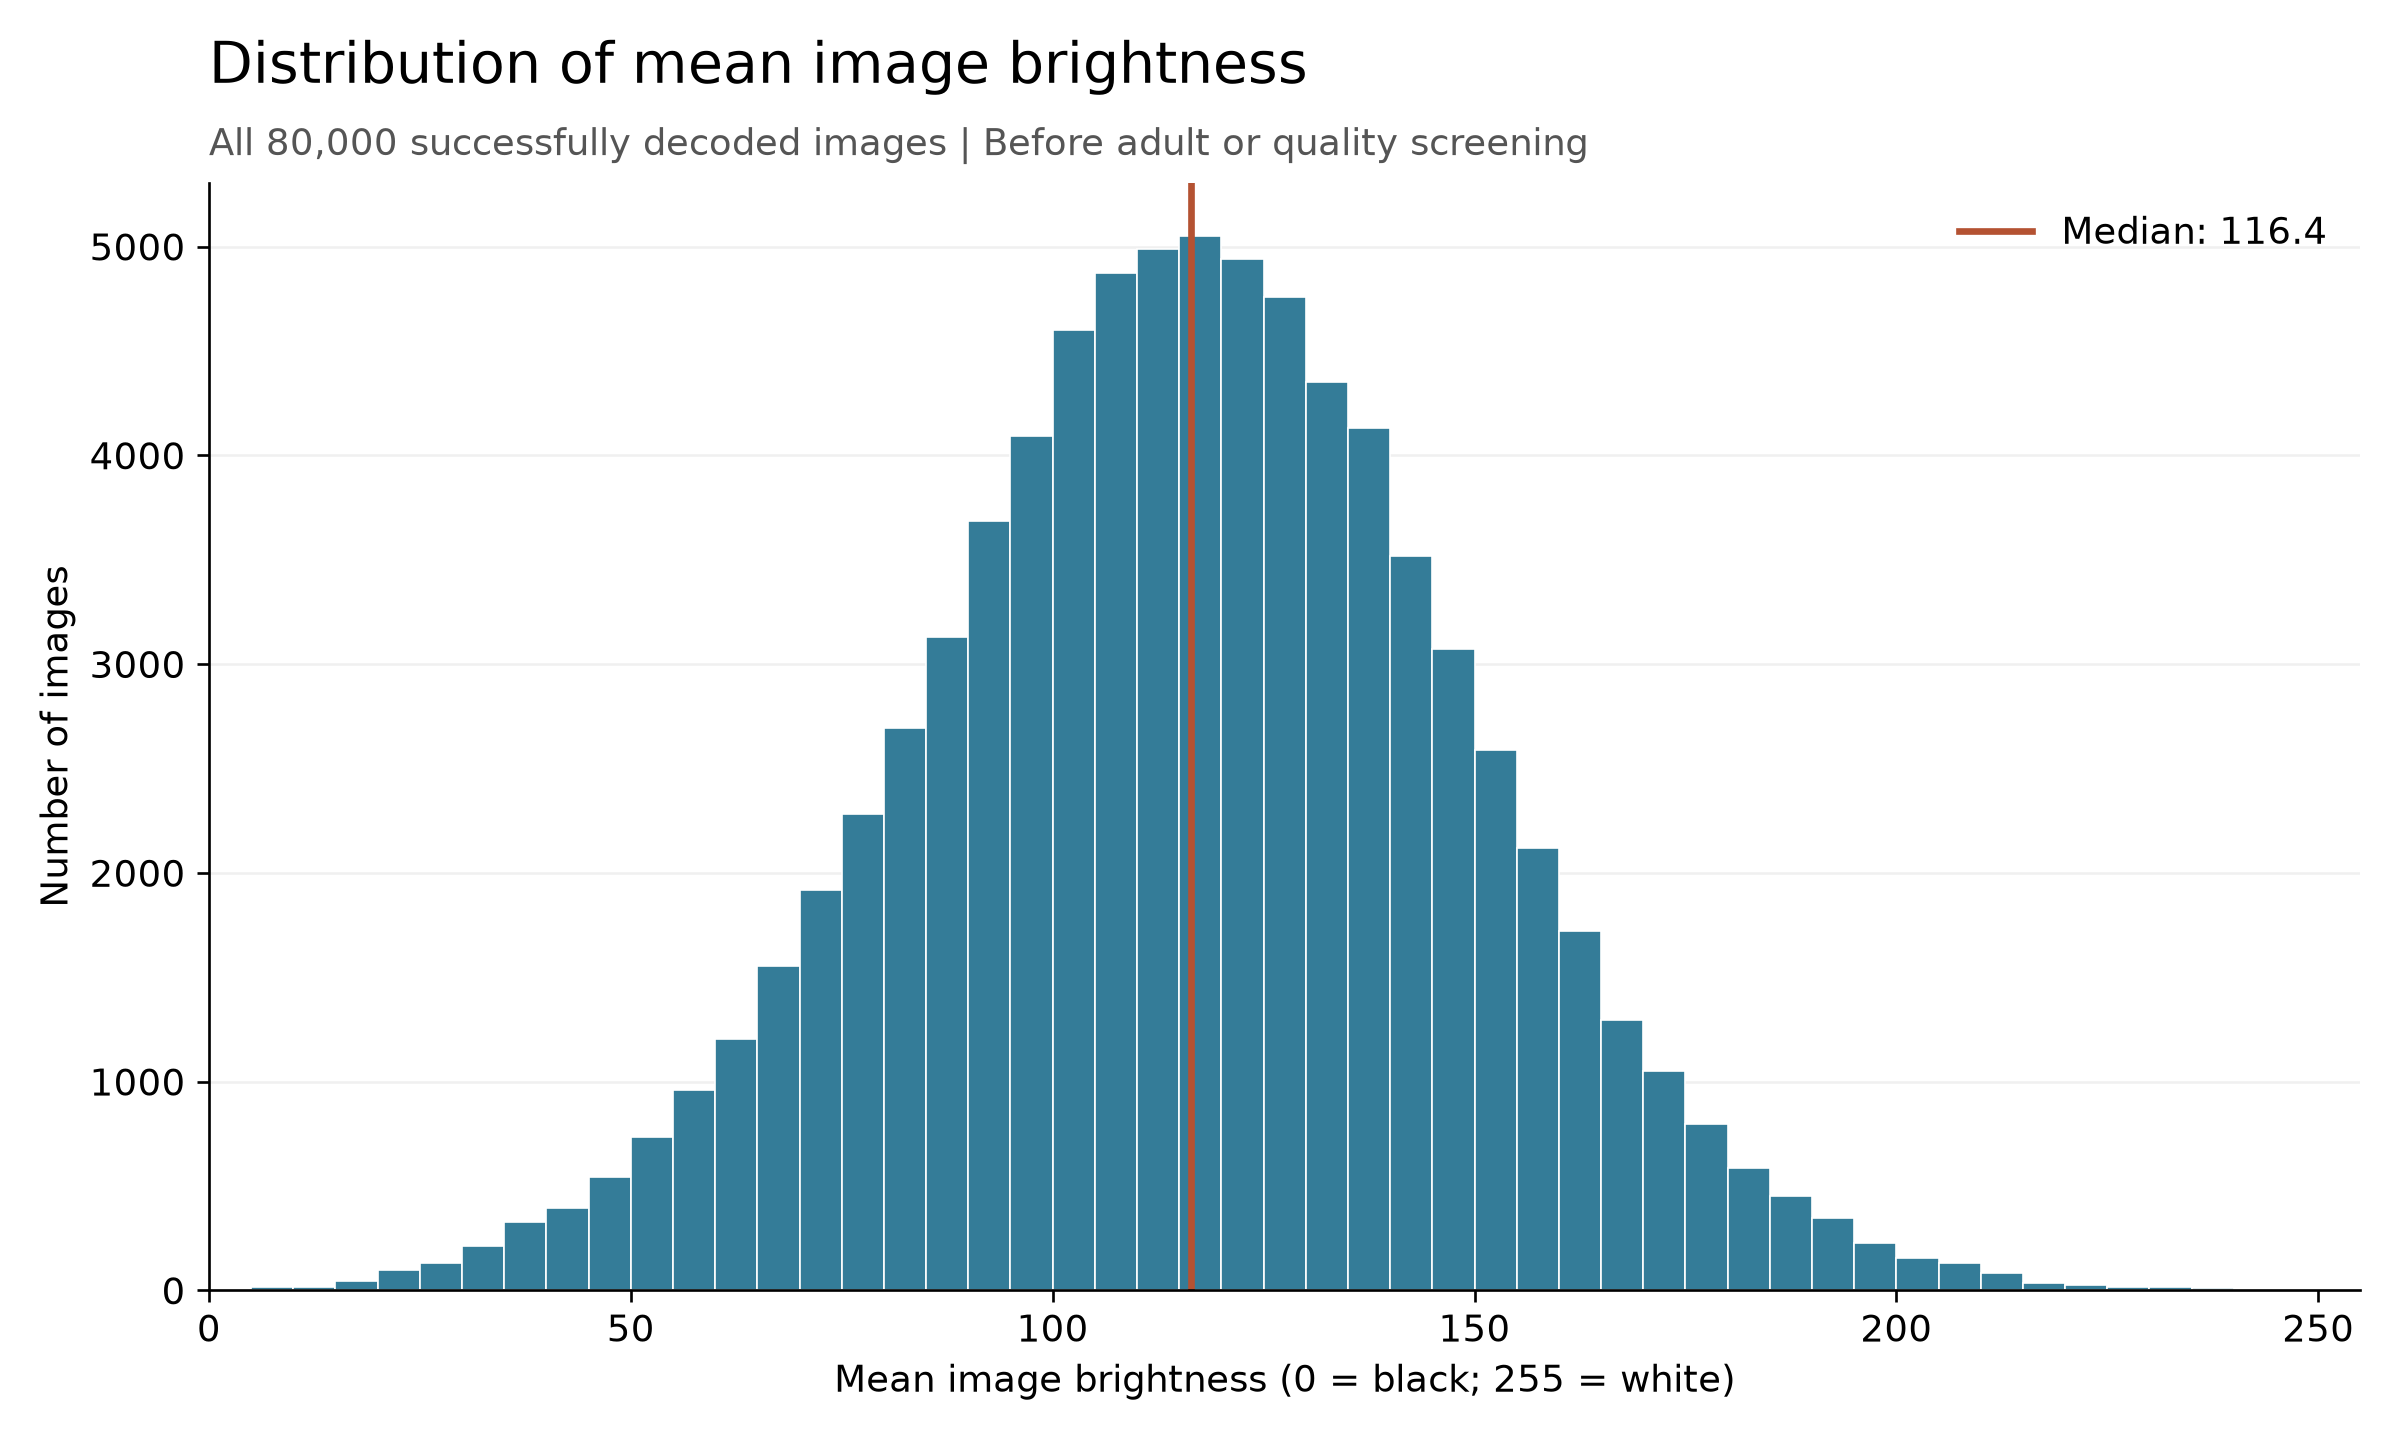 Distribution of mean image brightness
All 80,000 successfully decoded images | Before adult or quality screening
Median: 116.4
Number of images
5000
4000
3000
2000
1000
0
0 50 100 150 200 250
Mean image brightness (0 = black; 255 = white)